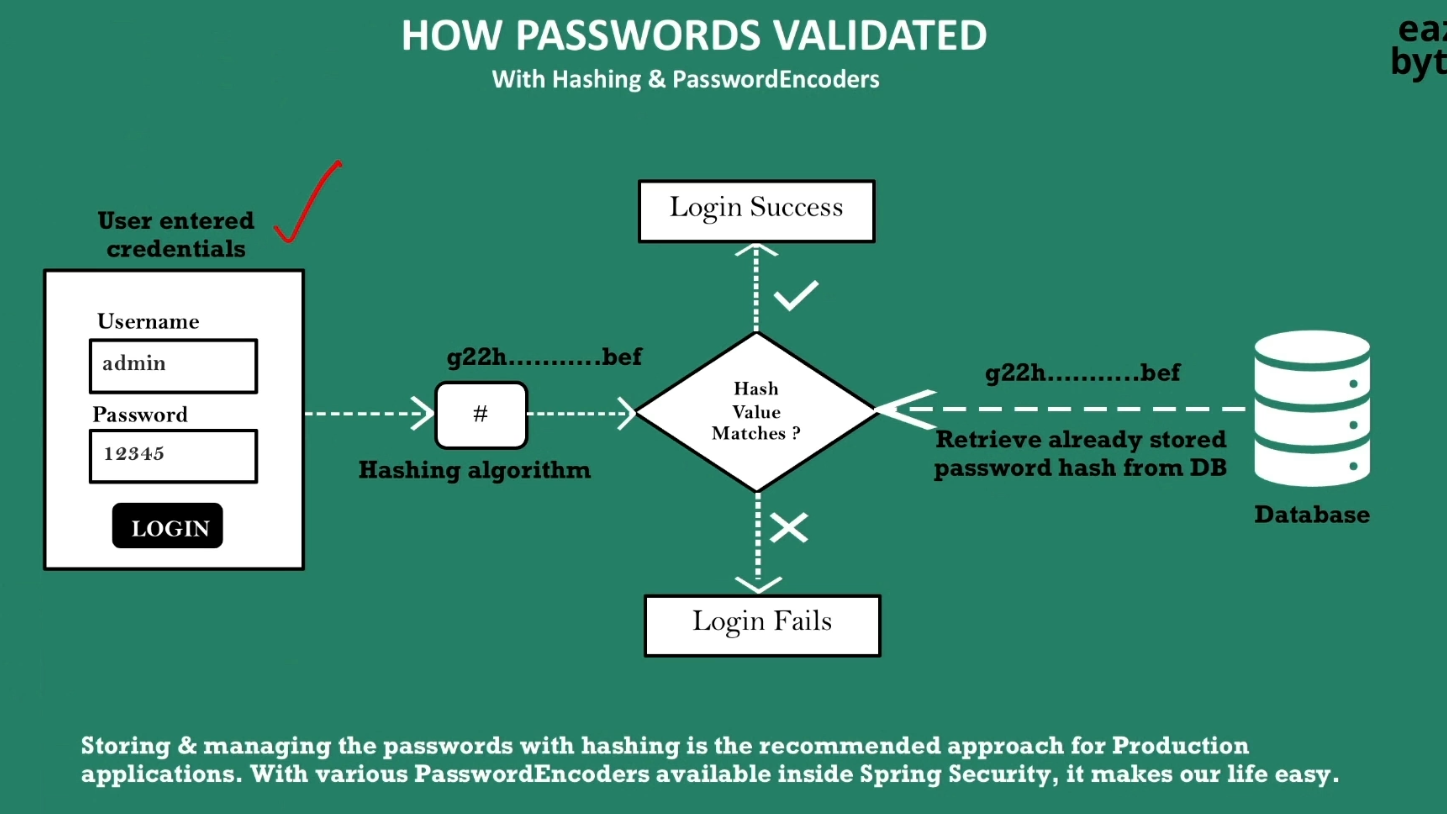 HOW PASSWORDS VALIDATED
With Hashing & PasswordEncoders
eaz
byt
User entered
credentials
Username
admin
Password
12345
LOGIN
g22h...........bef
#
Hashing algorithm
Login Success
Hash
Value
Matches ?
Login Fails
g22h...........bef
Retrieve already stored
password hash from DB
Database
Storing & managing the passwords with hashing is the recommended approach for Production
applications. With various PasswordEncoders available inside Spring Security, it makes our life easy.